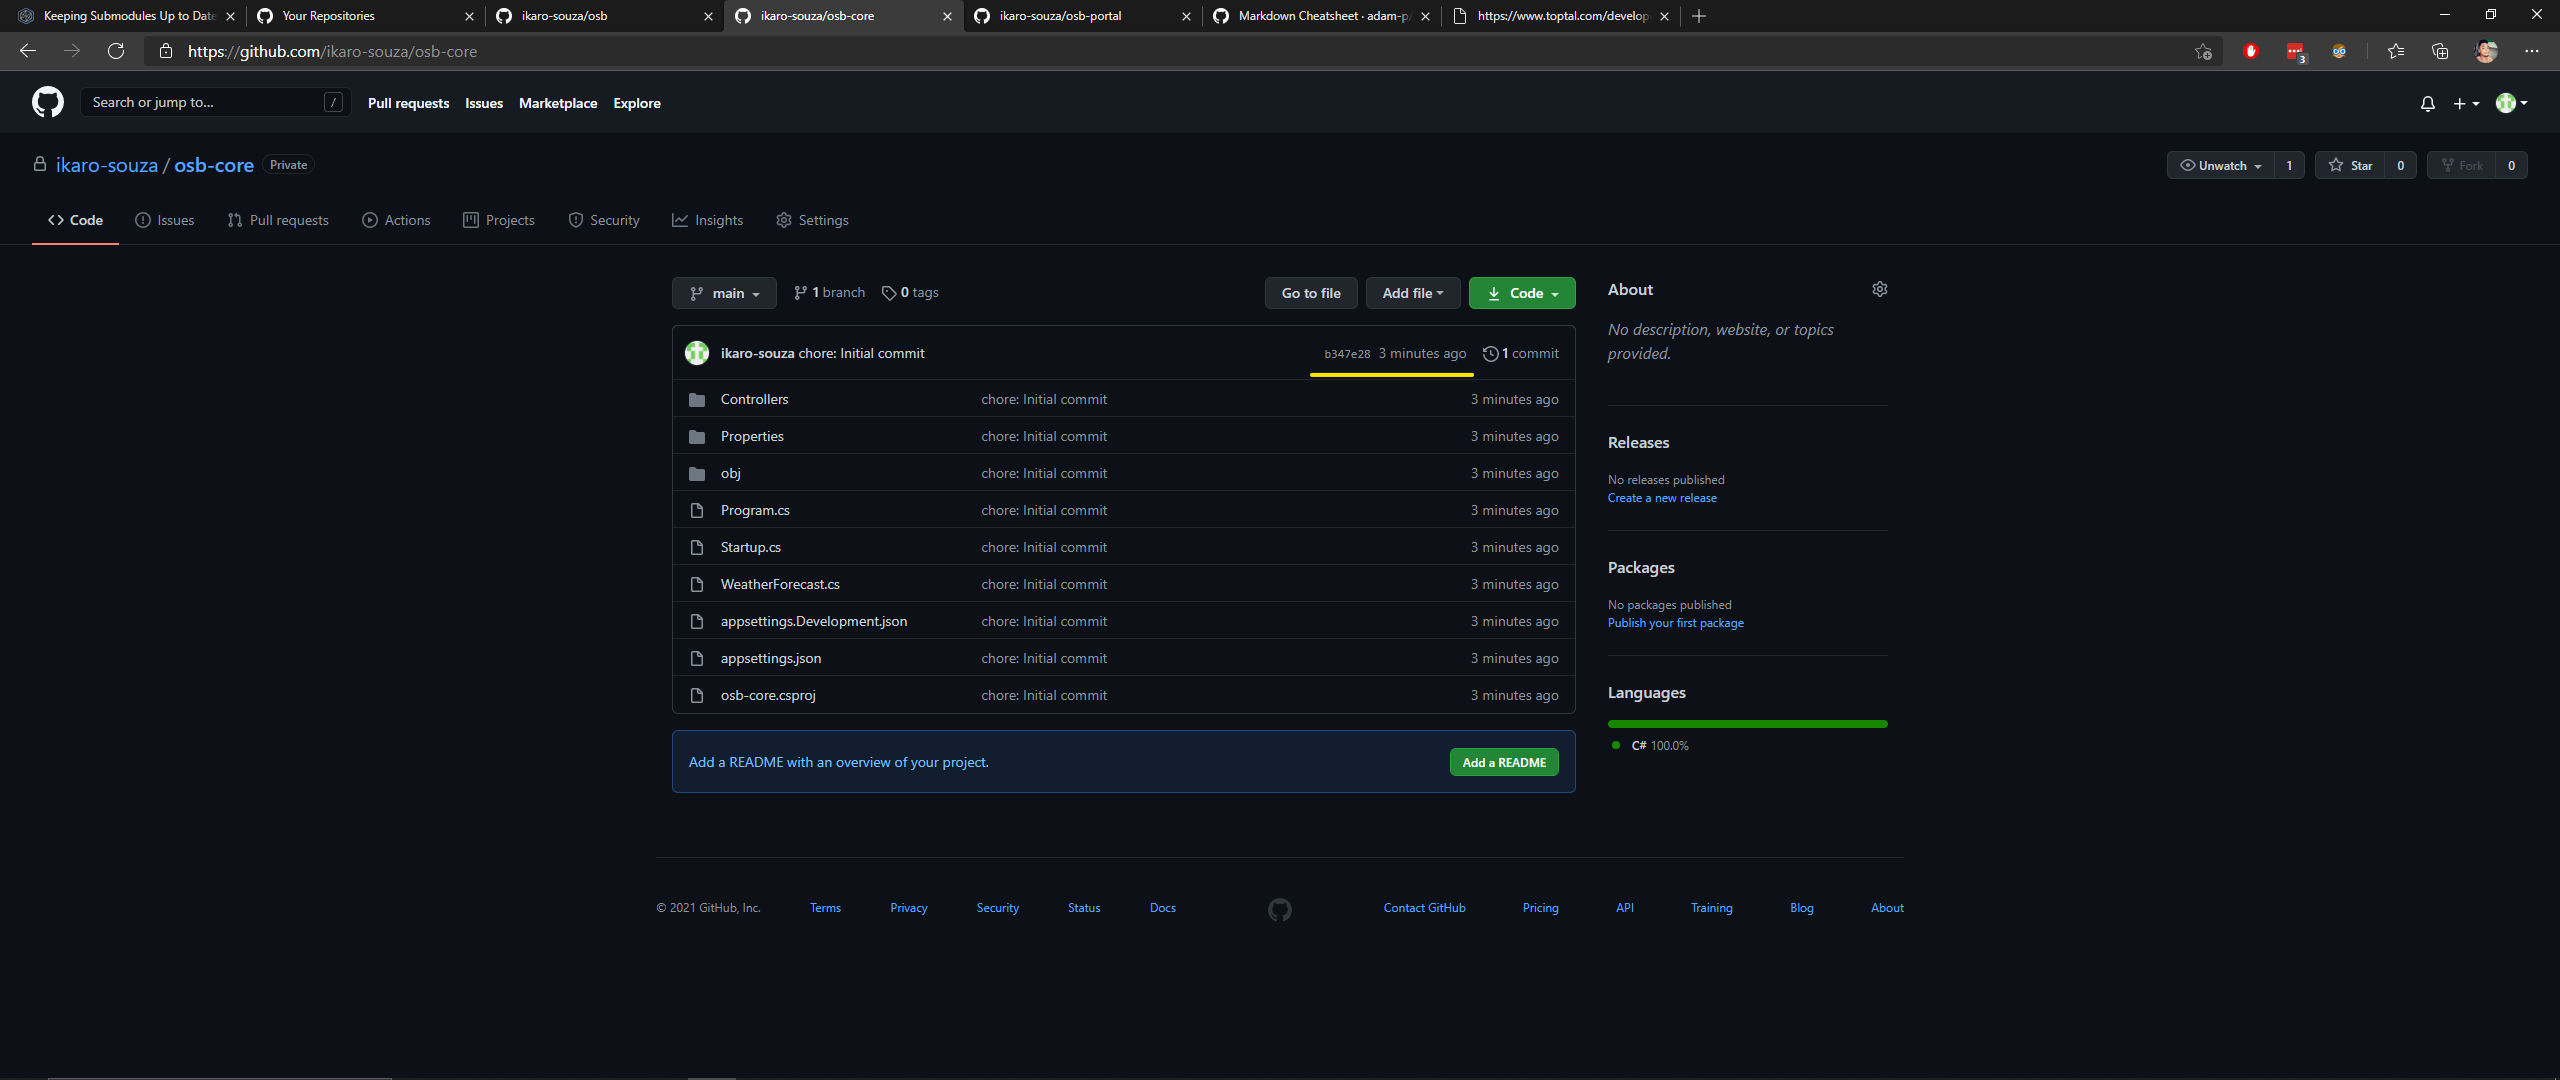 Keeping Submodules Up to Date
Your Repositories
ikaro-souza/osb
ikaro-souza/osb-core
ikaro-souza/osb-portal
Markdown Cheatsheet · adam-p/
https://www.toptal.com/develop
https://github.com/ikaro-souza/osb-core
3
Search or jump to... /
Pull requests Issues Marketplace Explore
ikaro-souza / osb-core Private
Unwatch 1 Star 0 Fork 0
Code Issues Pull requests Actions Projects Security Insights Settings
main 1 branch 0 tags Go to file Add file Code
ikaro-souza chore: Initial commit b347e28 3 minutes ago 1 commit
Controllers chore: Initial commit 3 minutes ago
Properties chore: Initial commit 3 minutes ago
obj chore: Initial commit 3 minutes ago
Program.cs chore: Initial commit 3 minutes ago
Startup.cs chore: Initial commit 3 minutes ago
WeatherForecast.cs chore: Initial commit 3 minutes ago
appsettings.Development.json chore: Initial commit 3 minutes ago
appsettings.json chore: Initial commit 3 minutes ago
osb-core.csproj chore: Initial commit 3 minutes ago
Add a README with an overview of your project. Add a README
About
No description, website, or topics
provided.
Releases
No releases published
Create a new release
Packages
No packages published
Publish your first package
Languages
C# 100.0%
© 2021 GitHub, Inc. Terms Privacy Security Status Docs Contact GitHub Pricing API Training Blog About